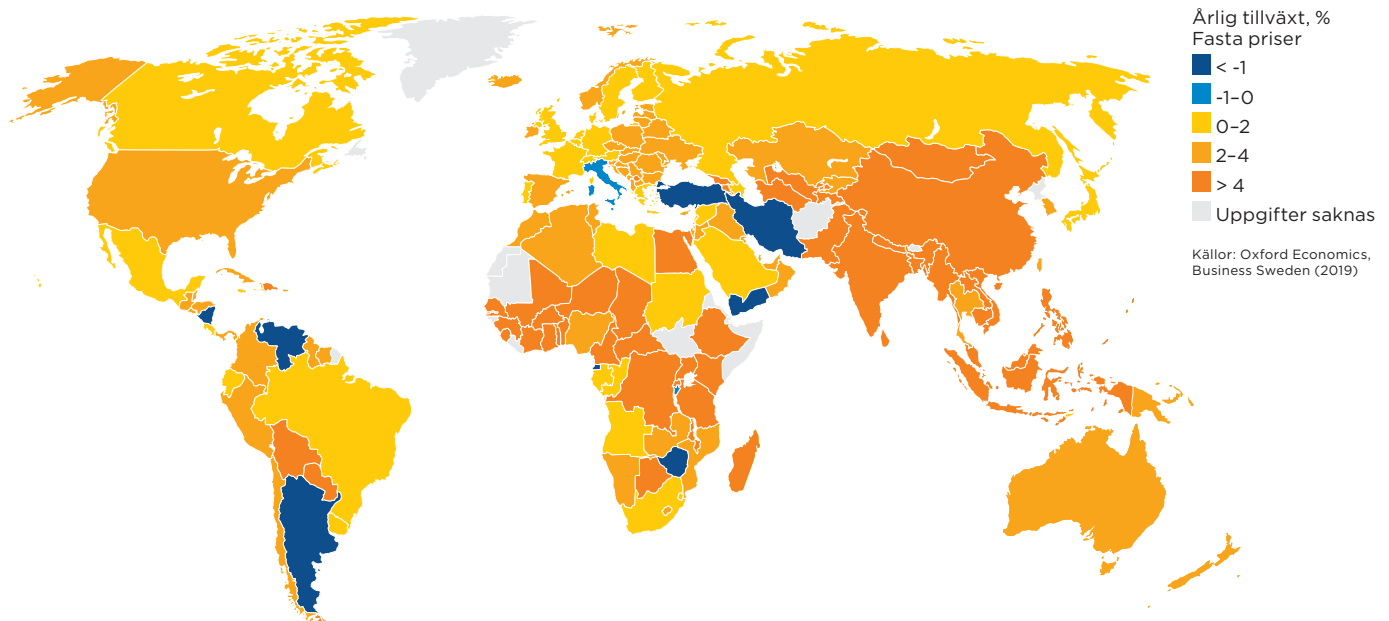 Årlig tillväxt, %
Fasta priser
< -1
-1–0
0–2
2–4
> 4
Uppgifter saknas
Källor: Oxford Economics,
Business Sweden (2019)